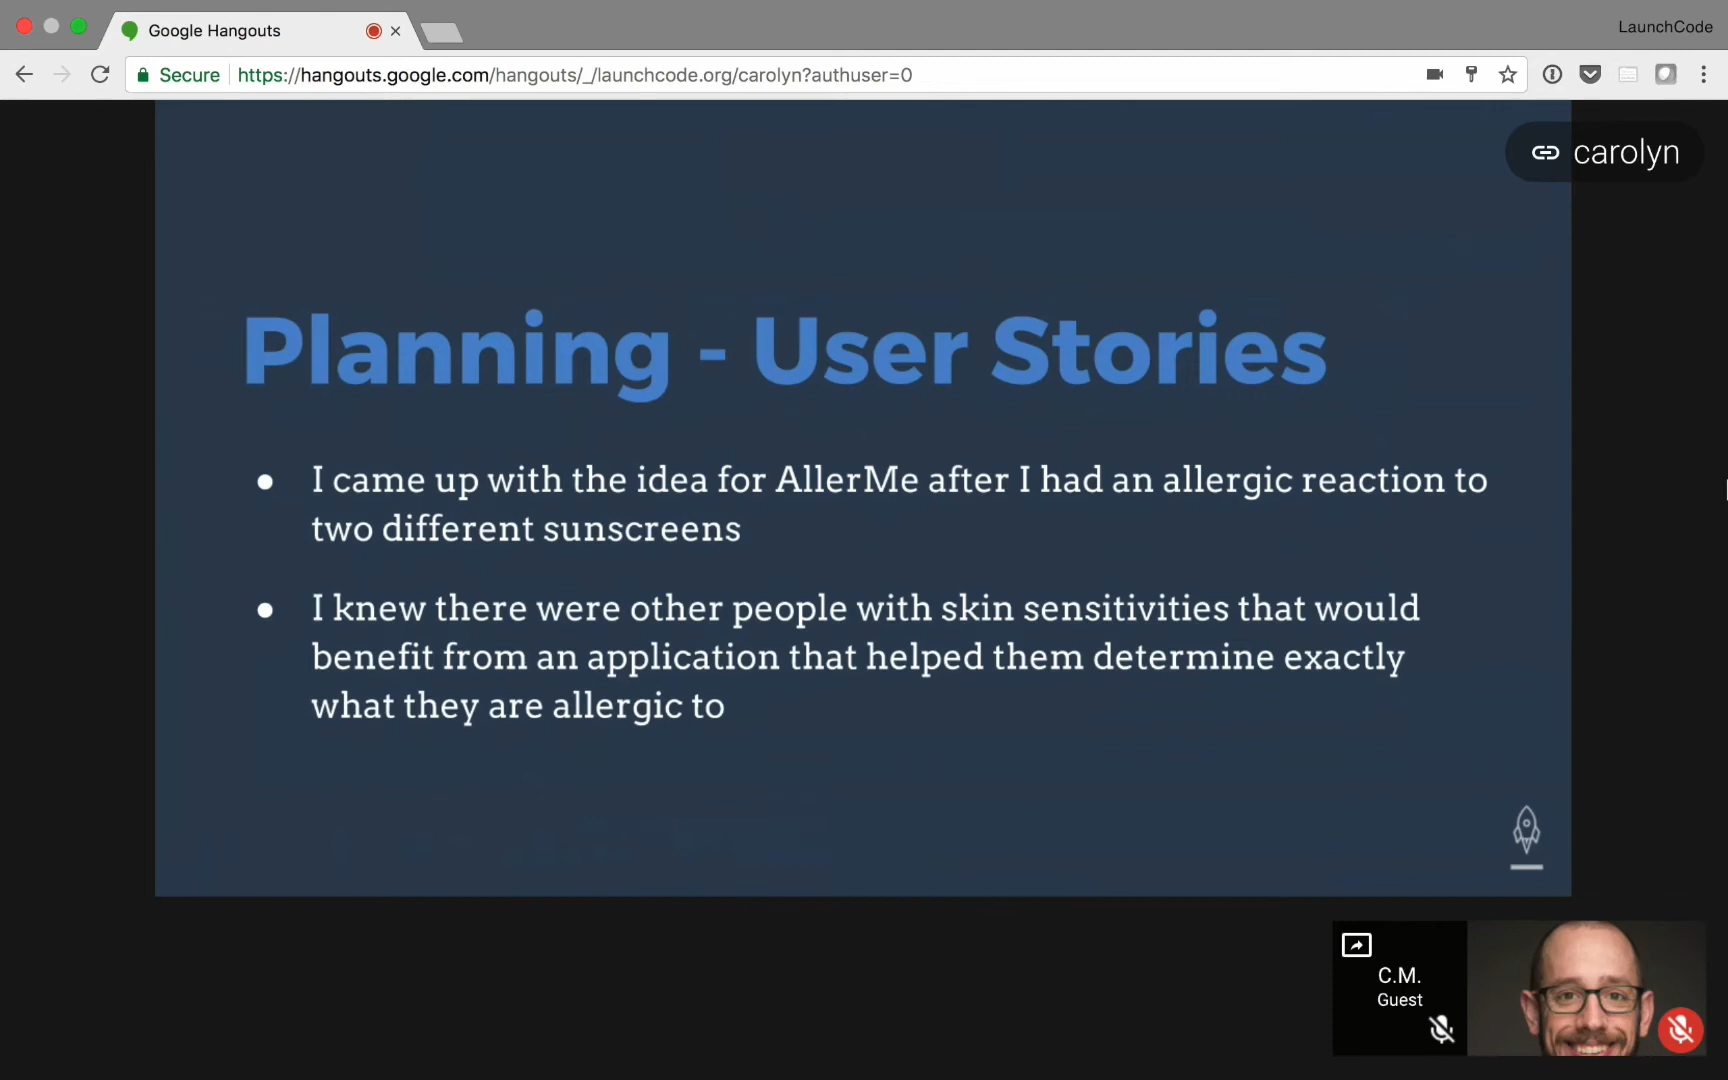 Google Hangouts
LaunchCode
Secure
https://hangouts.google.com/hangouts/_/launchcode.org/carolyn?authuser=0
carolyn
Planning - User Stories
● I came up with the idea for AllerMe after I had an allergic reaction to
two different sunscreens
● I knew there were other people with skin sensitivities that would
benefit from an application that helped them determine exactly
what they are allergic to
C.M.
Guest